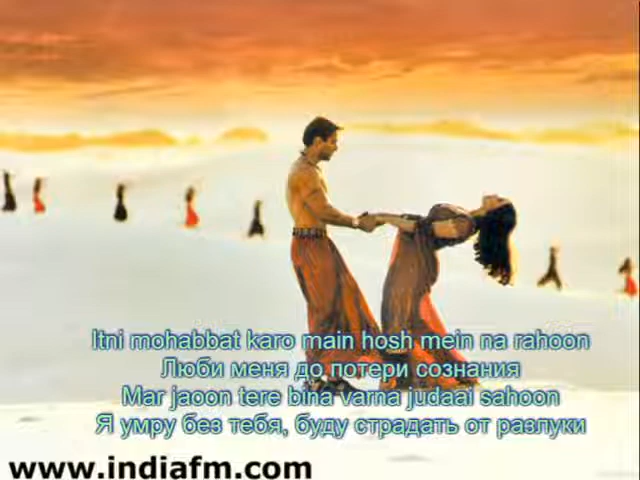 Itni mohabbat karo main hosh mein na rahoon
Люби меня до потери сознания
Mar jaoon tere bina varna judaai sahoon
Я умру без тебя, буду страдать от разлуки
www.indiafm.com